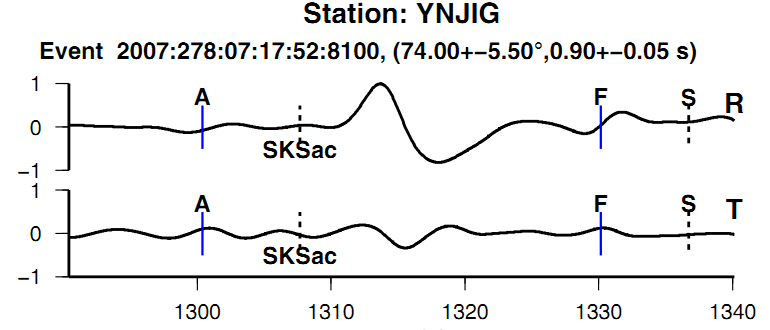 Station: YNJIG
Event 2007:278:07:17:52:8100, (74.00+−5.50°,0.90+−0.05 s)
1
A
F
S
R
0
SKSac
−1
1
A
F
S
T
0
SKSac
−1
1300 1310 1320 1330 1340